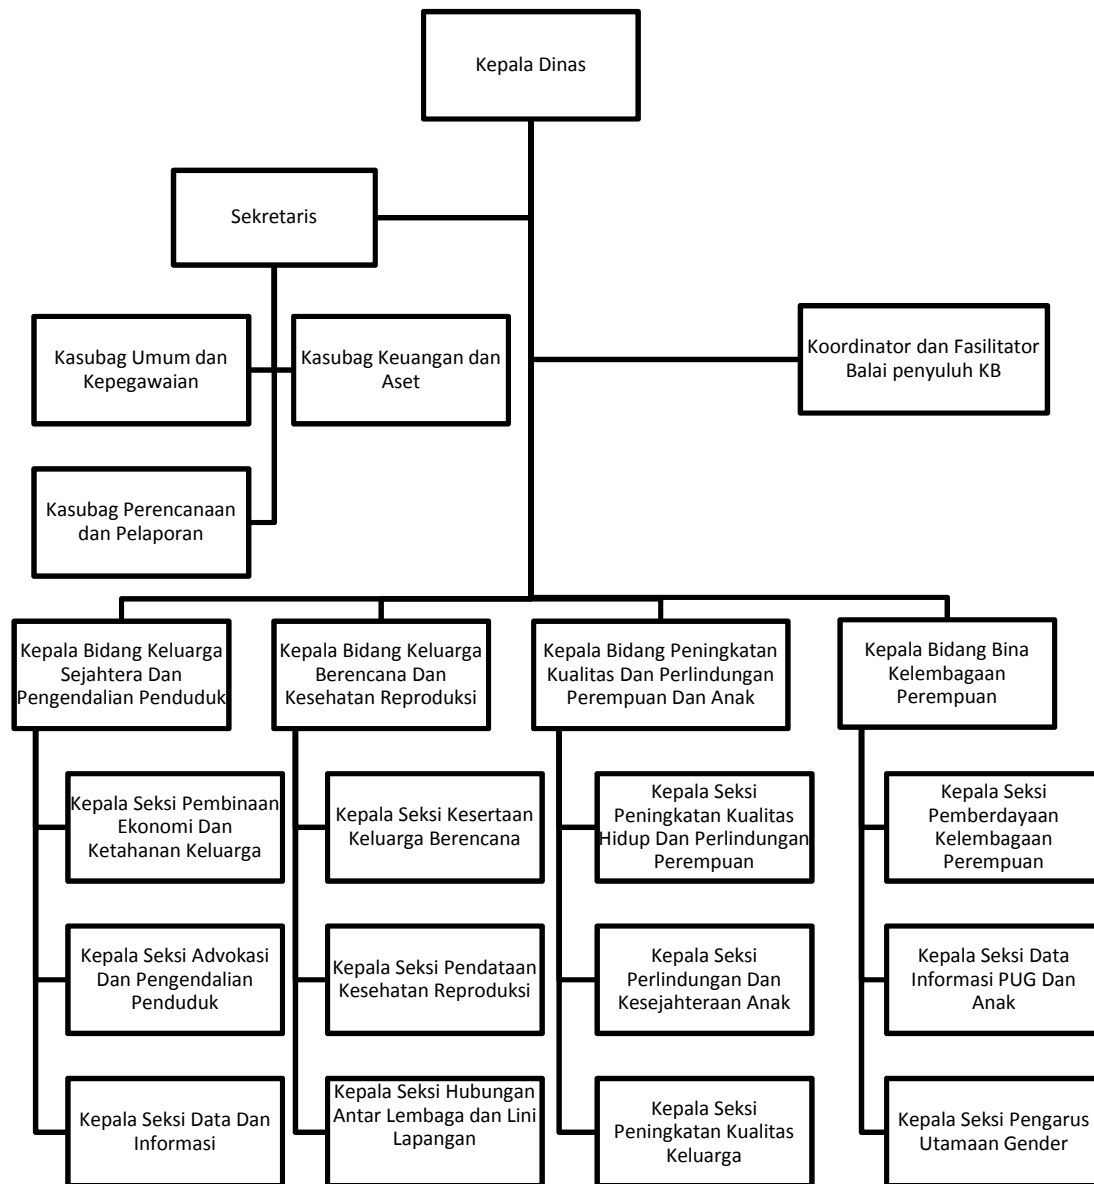 Kepala Dinas
Sekretaris
Kasubag Umum dan
Kepegawaian
Kasubag Keuangan dan
Aset
Koordinator dan Fasilitator
Balai penyuluh KB
Kasubag Perencanaan
dan Pelaporan
Kepala Bidang Keluarga
Sejahtera Dan
Pengendalian Penduduk
Kepala Bidang Keluarga
Berencana Dan
Kesehatan Reproduksi
Kepala Bidang Peningkatan
Kualitas Dan Perlindungan
Perempuan Dan Anak
Kepala Bidang Bina
Kelembagaan
Perempuan
Kepala Seksi Pembinaan
Ekonomi Dan
Ketahanan Keluarga
Kepala Seksi Kesertaan
Keluarga Berencana
Kepala Seksi
Peningkatan Kualitas
Hidup Dan Perlindungan
Perempuan
Kepala Seksi
Pemberdayaan
Kelembagaan
Perempuan
Kepala Seksi Advokasi
Dan Pengendalian
Penduduk
Kepala Seksi Pendataan
Kesehatan Reproduksi
Kepala Seksi
Perlindungan Dan
Kesejahteraan Anak
Kepala Seksi Data
Informasi PUG Dan
Anak
Kepala Seksi Data Dan
Informasi
Kepala Seksi Hubungan
Antar Lembaga dan Lini
Lapangan
Kepala Seksi
Peningkatan Kualitas
Keluarga
Kepala Seksi Pengarus
Utamaan Gender